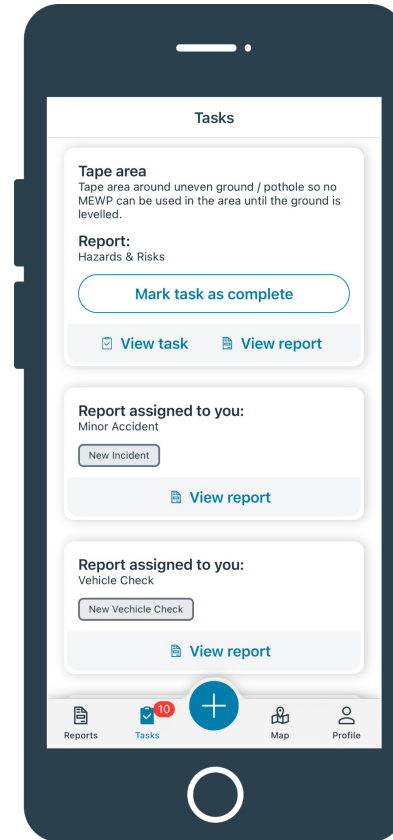 Tasks
Tape area
Tape area around uneven ground / pothole so no
MEWP can be used in the area until the ground is
levelled.
Report:
Hazards & Risks
Mark task as complete
View task View report
Report assigned to you:
Minor Accident
New Incident
View report
Report assigned to you:
Vehicle Check
New Vechicle Check
View report
10
Reports Tasks Map Profile